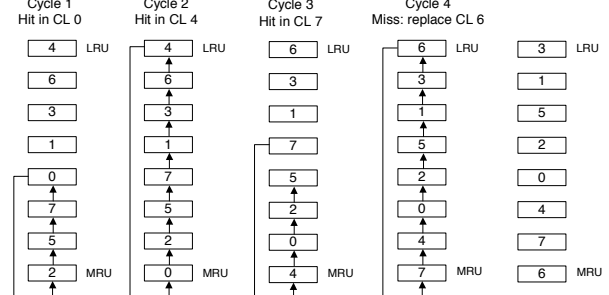 Cycle 1 Cycle 2 Cycle 3 Cycle 4
Hit in CL 0 Hit in CL 4 Hit in CL 7 Miss: replace CL 6
4 LRU 4 LRU 6 LRU 6 LRU 3 LRU
6 6 3 3 1
3 3 1 1 5
1 1 7 5 2
0 7 5 2 0
7 5 2 0 4
5 2 0 4 7
2 MRU 0 MRU 4 MRU 7 MRU 6 MRU